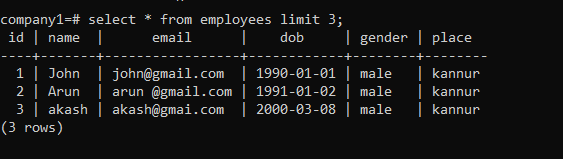 company1=# select * from employees limit 3;
 id | name  |      email      |    dob     | gender | place
----+-------+-----------------+------------+--------+--------
  1 | John  | john@gmail.com  | 1990-01-01 | male   | kannur
  2 | Arun  | arun @gmail.com | 1991-01-02 | male   | kannur
  3 | akash | akash@gmai.com  | 2000-03-08 | male   | kannur
(3 rows)